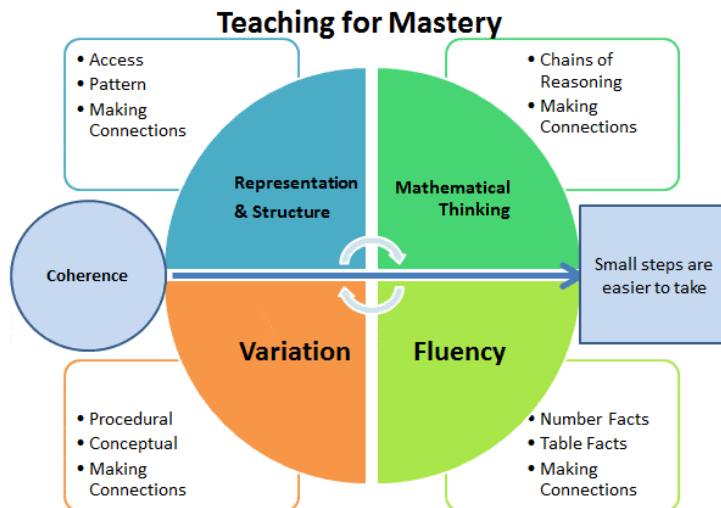 Teaching for Mastery
• Access
• Pattern
• Making
Connections
• Chains of
Reasoning
• Making
Connections
Representation
& Structure
Mathematical
Thinking
Coherence
Small steps are
easier to take
Variation
Fluency
• Procedural
• Conceptual
• Making
Connections
• Number Facts
• Table Facts
• Making
Connections